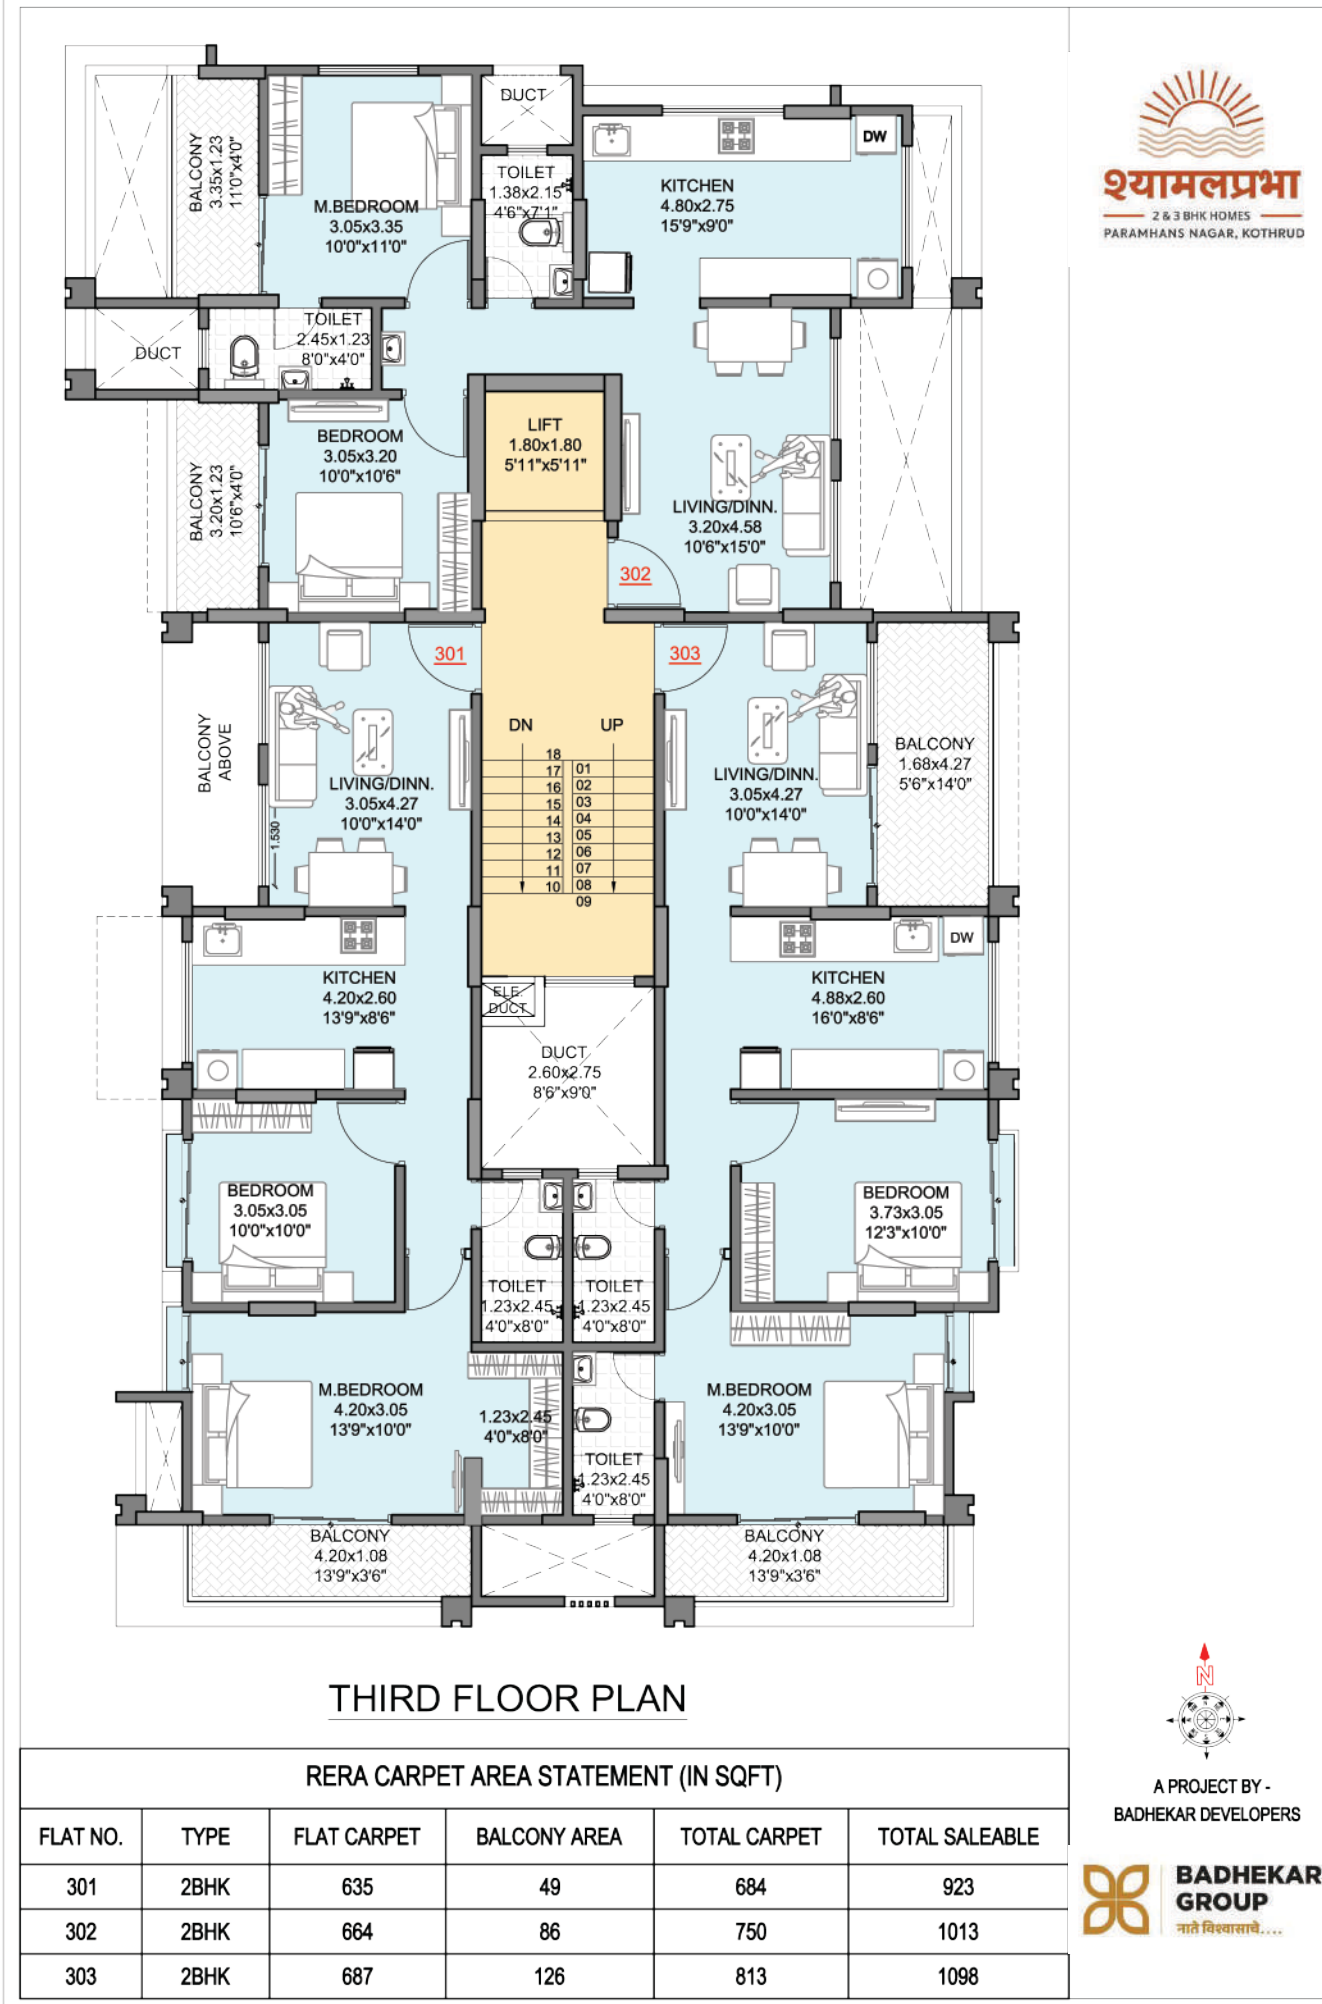 श्यामलप्रभा
2 & 3 BHK HOMES
PARAMHANS NAGAR, KOTHRUD
DUCT
BALCONY
3.35x1.23
11'0"x4'0"
M.BEDROOM
3.05x3.35
10'0"x11'0"
TOILET
1.38x2.15
4'6"x7'1"
KITCHEN
4.80x2.75
15'9"x9'0"
DW
DUCT
TOILET
2.45x1.23
8'0"x4'0"
BALCONY
3.20x1.23
10'6"x4'0"
BEDROOM
3.05x3.20
10'0"x10'6"
LIFT
1.80x1.80
5'11"x5'11"
LIVING/DINN.
3.20x4.58
10'6"x15'0"
302
301
303
BALCONY
ABOVE
LIVING/DINN.
3.05x4.27
10'0"x14'0"
1.530
DN
UP
18
17
16
15
14
13
12
11
10
01
02
03
04
05
06
07
08
09
LIVING/DINN.
3.05x4.27
10'0"x14'0"
BALCONY
1.68x4.27
5'6"x14'0"
KITCHEN
4.20x2.60
13'9"x8'6"
ELE.
DUCT
DUCT
2.60x2.75
8'6"x9'0"
DW
KITCHEN
4.88x2.60
16'0"x8'6"
BEDROOM
3.05x3.05
10'0"x10'0"
TOILET
1.23x2.45
4'0"x8'0"
TOILET
1.23x2.45
4'0"x8'0"
BEDROOM
3.73x3.05
12'3"x10'0"
M.BEDROOM
4.20x3.05
13'9"x10'0"
1.23x2.45
4'0"x8'0"
TOILET
1.23x2.45
4'0"x8'0"
M.BEDROOM
4.20x3.05
13'9"x10'0"
BALCONY
4.20x1.08
13'9"x3'6"
BALCONY
4.20x1.08
13'9"x3'6"
THIRD FLOOR PLAN
N
RERA CARPET AREA STATEMENT (IN SQFT)
FLAT NO. TYPE FLAT CARPET BALCONY AREA TOTAL CARPET TOTAL SALEABLE
301 2BHK 635 49 684 923
302 2BHK 664 86 750 1013
303 2BHK 687 126 813 1098
A PROJECT BY -
BADHEKAR DEVELOPERS
BADHEKAR
GROUP
नाते विश्वासाचे....